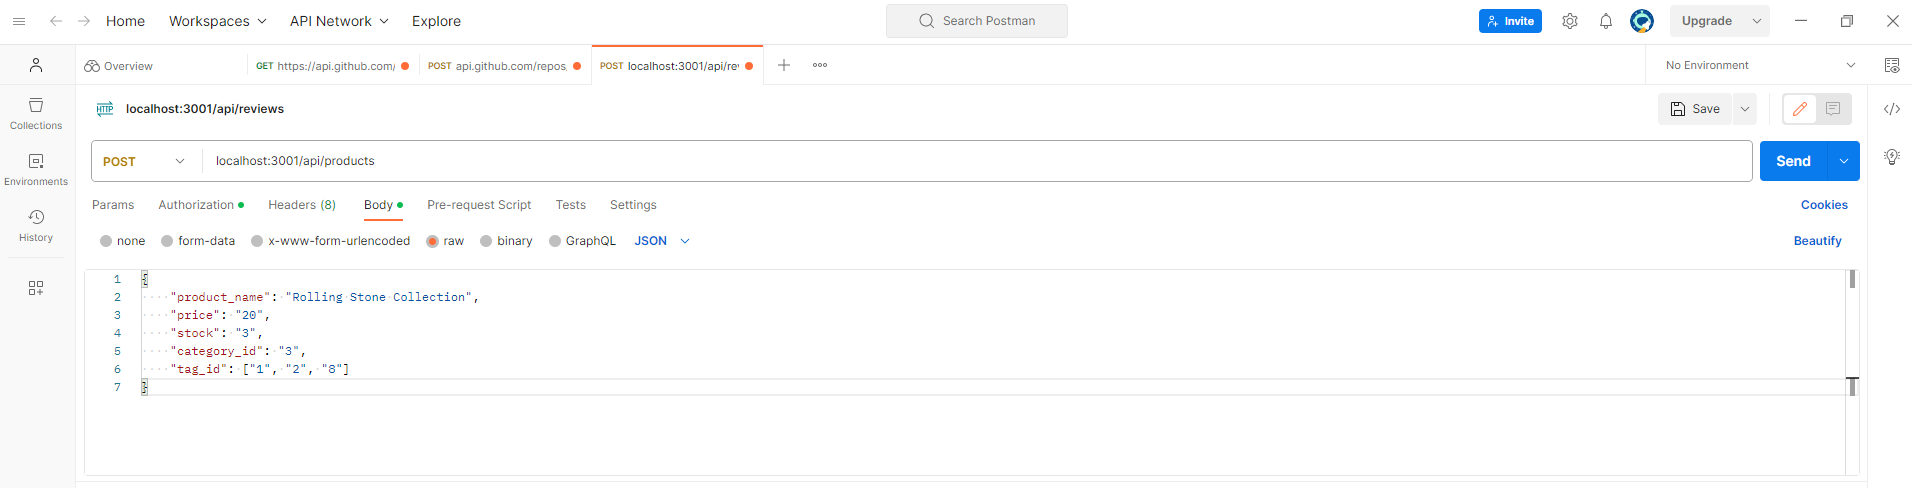 Home Workspaces API Network Explore Search Postman Invite Upgrade
Overview GET https://api.github.com/ POST api.github.com/repos, POST localhost:3001/api/rev No Environment
HTTP localhost:3001/api/reviews Save
Collections
POST localhost:3001/api/products Send
Environments
Params Authorization Headers (8) Body Pre-request Script Tests Settings Cookies
History
none form-data x-www-form-urlencoded raw binary GraphQL JSON Beautify
1 {
2 "product_name": "Rolling Stone Collection",
3 "price": "20",
4 "stock": "3",
5 "category_id": "3",
6 "tag_id": ["1", "2", "8"]
7 }